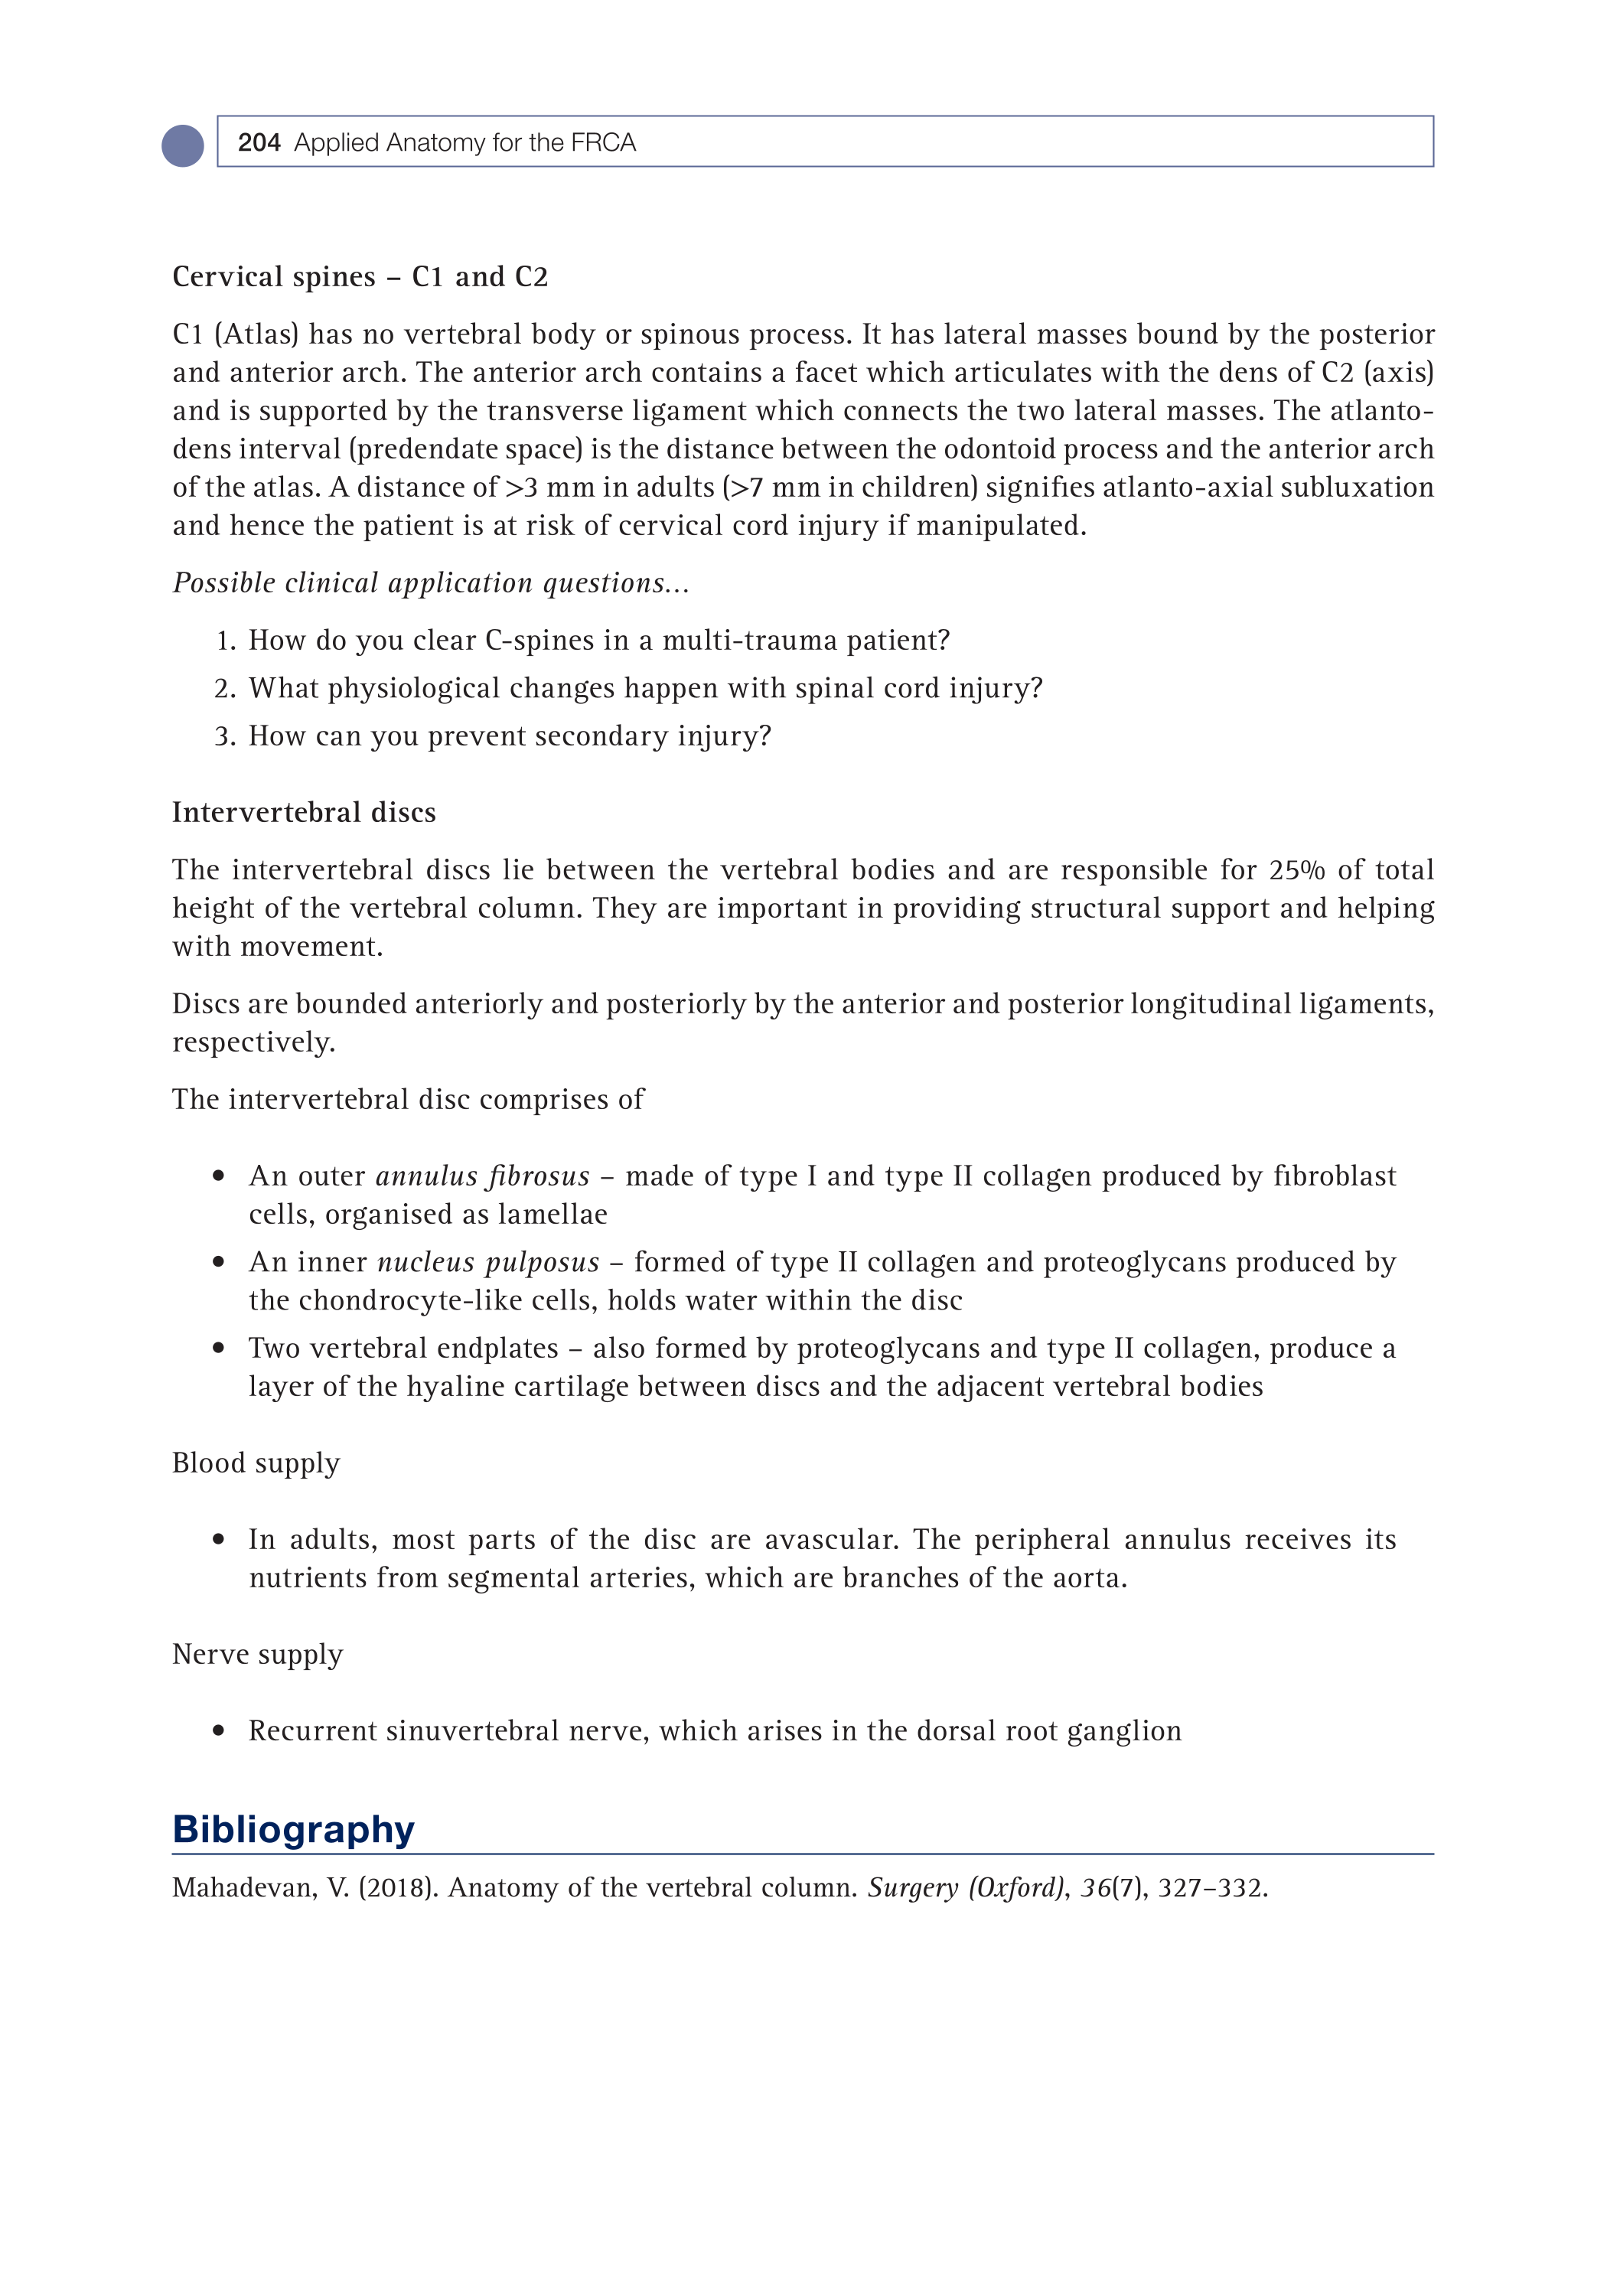 204 Applied Anatomy for the FRCA
Cervical spines – C1 and C2
C1 (Atlas) has no vertebral body or spinous process. It has lateral masses bound by the posterior
and anterior arch. The anterior arch contains a facet which articulates with the dens of C2 (axis)
and is supported by the transverse ligament which connects the two lateral masses. The atlanto-
dens interval (predendate space) is the distance between the odontoid process and the anterior arch
of the atlas. A distance of >3 mm in adults (>7 mm in children) signifies atlanto-axial subluxation
and hence the patient is at risk of cervical cord injury if manipulated.
Possible clinical application questions…
1. How do you clear C-spines in a multi-trauma patient?
2. What physiological changes happen with spinal cord injury?
3. How can you prevent secondary injury?
Intervertebral discs
The intervertebral discs lie between the vertebral bodies and are responsible for 25% of total
height of the vertebral column. They are important in providing structural support and helping
with movement.
Discs are bounded anteriorly and posteriorly by the anterior and posterior longitudinal ligaments,
respectively.
The intervertebral disc comprises of
• An outer annulus fibrosus – made of type I and type II collagen produced by fibroblast
cells, organised as lamellae
• An inner nucleus pulposus – formed of type II collagen and proteoglycans produced by
the chondrocyte-like cells, holds water within the disc
• Two vertebral endplates – also formed by proteoglycans and type II collagen, produce a
layer of the hyaline cartilage between discs and the adjacent vertebral bodies
Blood supply
• In adults, most parts of the disc are avascular. The peripheral annulus receives its
nutrients from segmental arteries, which are branches of the aorta.
Nerve supply
• Recurrent sinuvertebral nerve, which arises in the dorsal root ganglion
Bibliography
Mahadevan, V. (2018). Anatomy of the vertebral column. Surgery (Oxford), 36(7), 327–332.